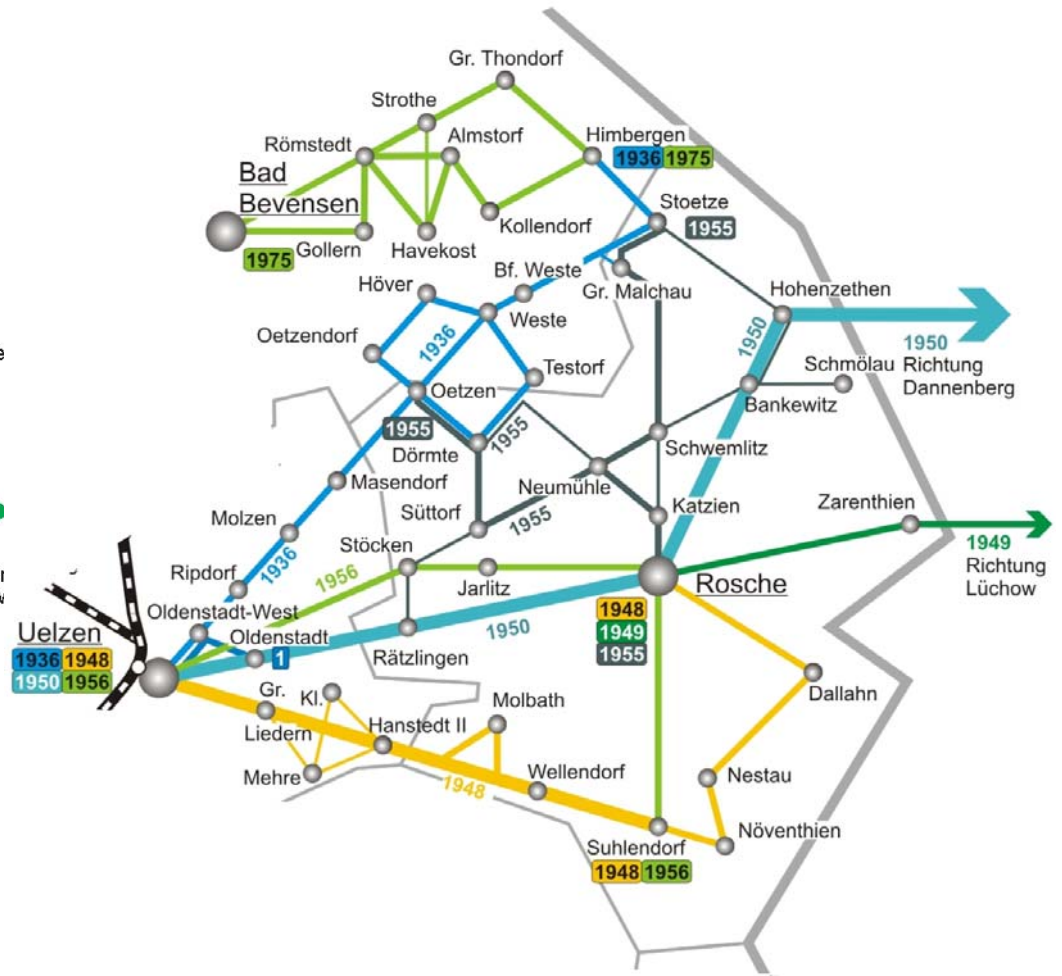 Gr. Thondorf
Strothe
Almstorf
Himbergen
1936 1975
Römstedt
Bad
Bevensen
1975
Gollern
Havekost
Kollendorf
Stoetze
1955
Bf. Weste
Gr. Malchau
Höver
Hohenzethen
Weste
1936
1950
Oetzendorf
1950
Richtung
Dannenberg
Schmölau
Testorf
Bankewitz
Oetzen
1955
1955
Dörmte
Schwemlitz
Masendorf
Neumühle
Süttorf
1955
Katzien
Zarenthien
Molzen
1936
Stöcken
1956
1949
Richtung
Lüchow
Ripdorf
Jarlitz
Rosche
1948
1949
1955
Oldenstadt-West
Oldenstadt
1
Uelzen
1936 1948
1950 1956
1950
Rätzlingen
Dallahn
Gr.
Liedern
Kl.
Hanstedt II
Molbath
Mehre
1948
Wellendorf
Nestau
Növenthien
Suhlendorf
1948 1956